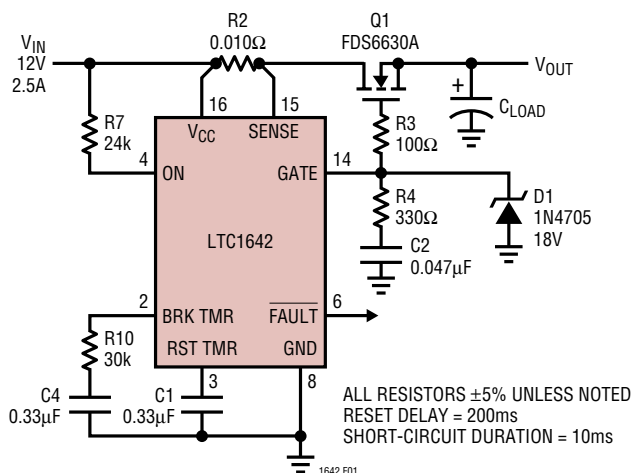 V_IN
12V
2.5A
R2
0.010Ω
Q1
FDS6630A
V_OUT
+
C_LOAD
16
15
R7
24k
V_CC
SENSE
R3
100Ω
4
ON
GATE
14
R4
330Ω
D1
1N4705
18V
LTC1642
C2
0.047µF
2
BRK TMR
FAULT
6
R10
30k
RST TMR
GND
3
8
C4
0.33µF
C1
0.33µF
ALL RESISTORS ±5% UNLESS NOTED
RESET DELAY = 200ms
SHORT-CIRCUIT DURATION = 10ms
1642 F01